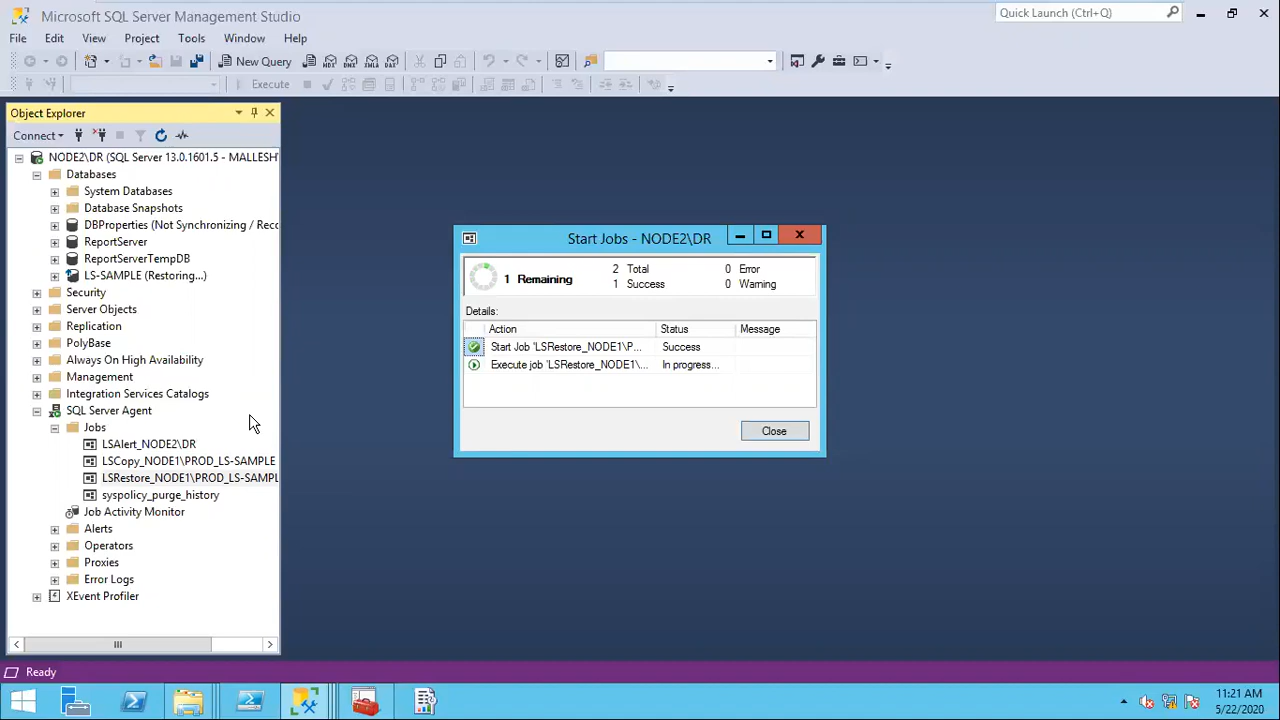 Microsoft SQL Server Management Studio
Quick Launch (Ctrl+Q)
File Edit View Project Tools Window Help
New Query
MDX DMX XMLA DAX
Execute
Object Explorer
Connect
NODE2\DR (SQL Server 13.0.1601.5 - MALLESH
Databases
System Databases
Database Snapshots
DBProperties (Not Synchronizing / Reco
ReportServer
ReportServerTempDB
LS-SAMPLE (Restoring...)
Security
Server Objects
Replication
PolyBase
Always On High Availability
Management
Integration Services Catalogs
SQL Server Agent
Jobs
LSAlert_NODE2\DR
LSCopy_NODE1\PROD_LS-SAMPLE
LSRestore_NODE1\PROD_LS-SAMPL
syspolicy_purge_history
Job Activity Monitor
Alerts
Operators
Proxies
Error Logs
XEvent Profiler
Start Jobs - NODE2\DR
1 Remaining
2 Total 0 Error
1 Success 0 Warning
Details:
Action Status Message
Start Job 'LSRestore_NODE1\P... Success
Execute job 'LSRestore_NODE1\... In progress...
Close
Ready
11:21 AM
5/22/2020